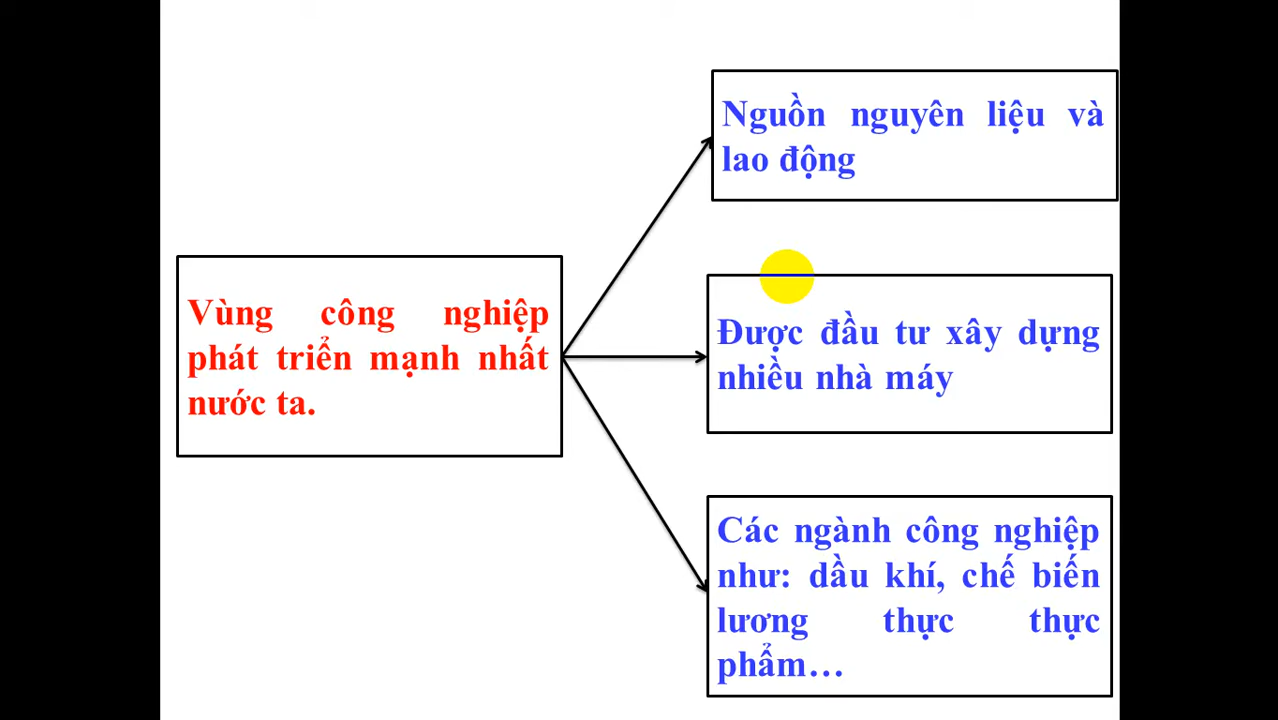 Nguồn nguyên liệu và
lao động
Vùng công nghiệp
phát triển mạnh nhất
nước ta.
Được đầu tư xây dựng
nhiều nhà máy
Các ngành công nghiệp
như: dầu khí, chế biến
lương thực thực
phẩm…